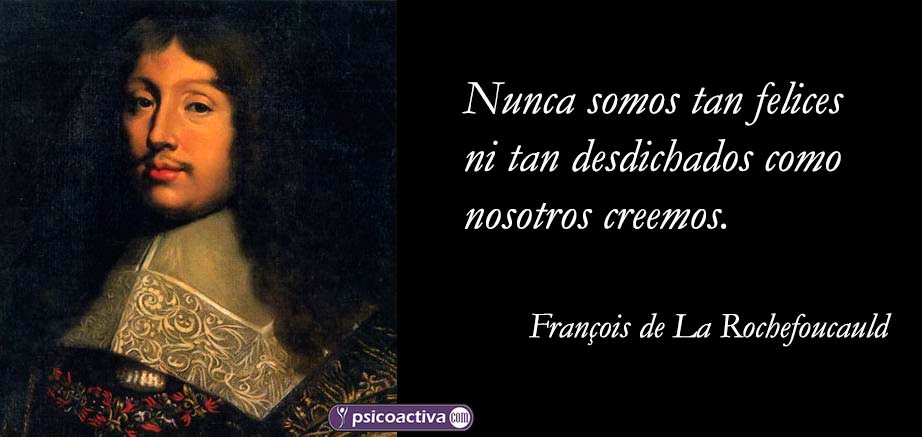 Nunca somos tan felices
ni tan desdichados como
nosotros creemos.
François de La Rochefoucauld
psicoactiva com